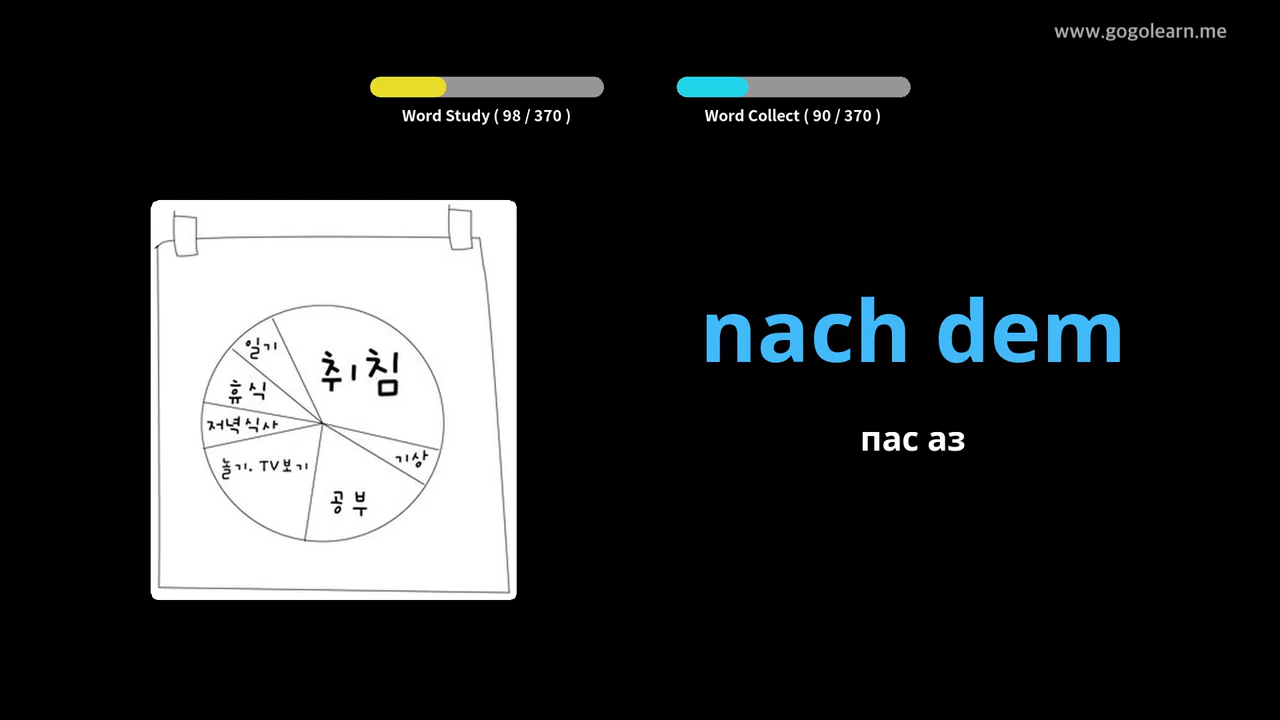 www.gogolearn.me
Word Study ( 98 / 370 )
Word Collect ( 90 / 370 )
일기
취침
휴식
저녁식사
놀기. TV보기
기상
공부
nach dem
пас аз